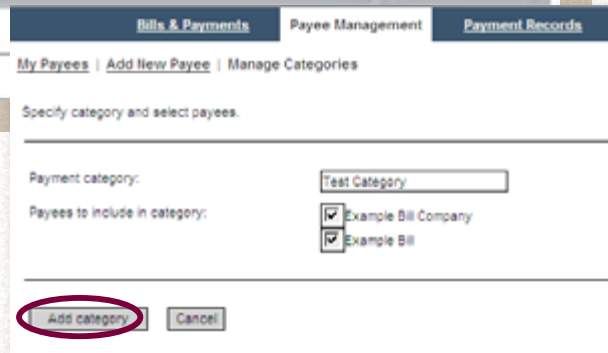 Bills & Payments Payee Management Payment Records
My Payees | Add New Payee | Manage Categories
Specify category and select payees.
Payment category: Test Category
Payees to include in category: Example Bill Company
Example Bill
Add category Cancel